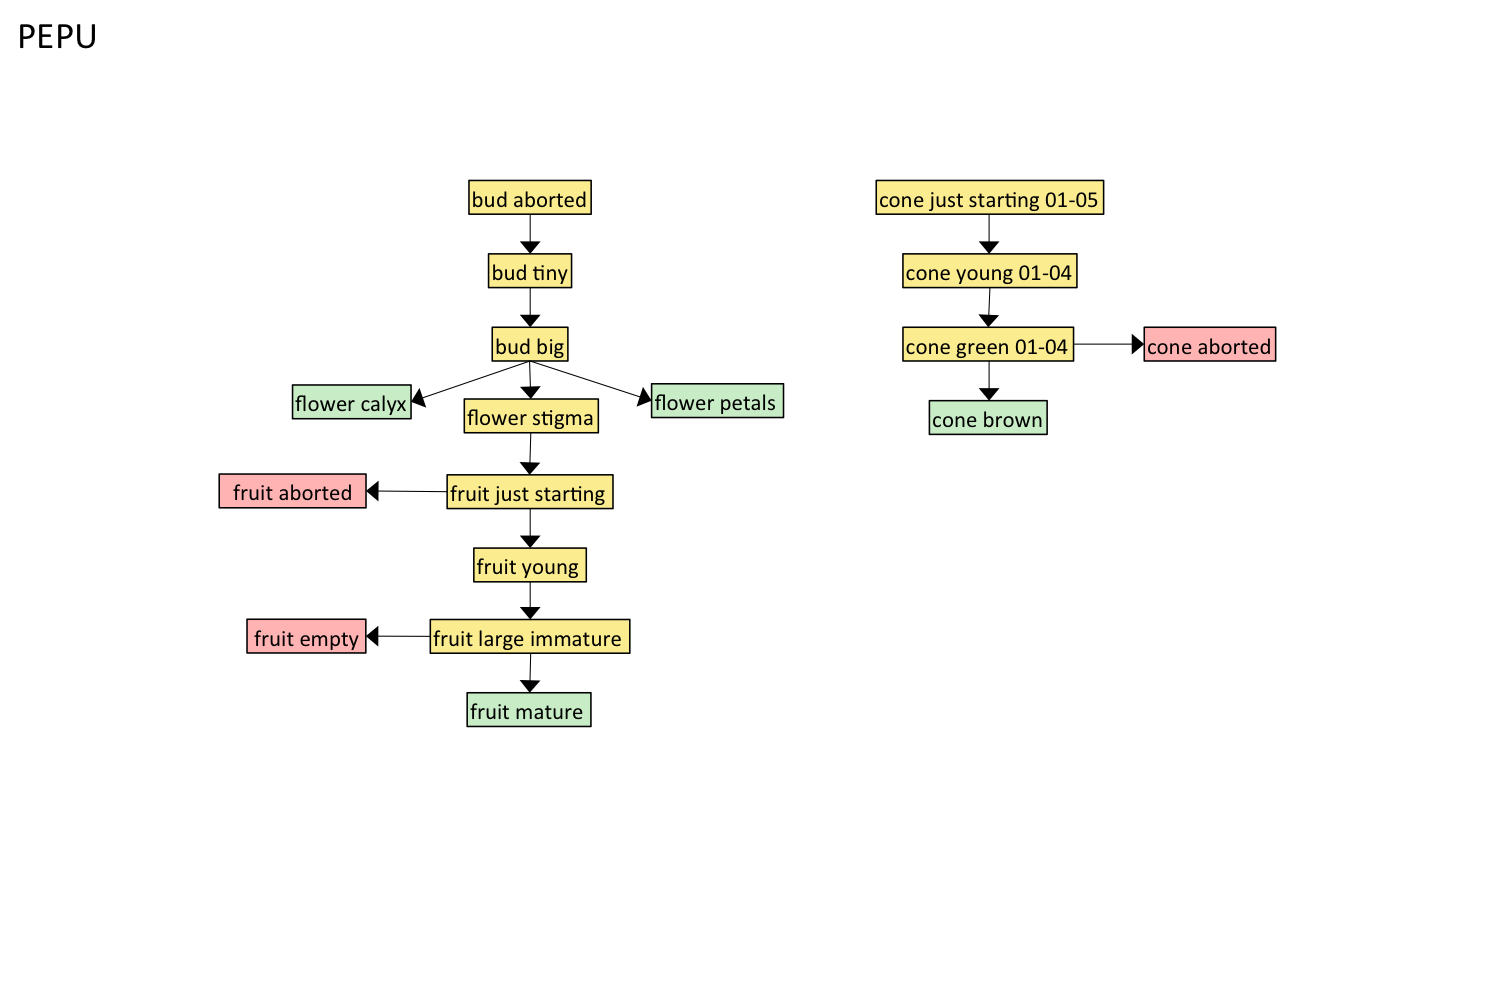 PEPU
bud aborted
bud tiny
bud big
flower calyx
flower stigma
flower petals
fruit aborted
fruit just starting
fruit young
fruit empty
fruit large immature
fruit mature
cone just starting 01-05
cone young 01-04
cone green 01-04
cone aborted
cone brown